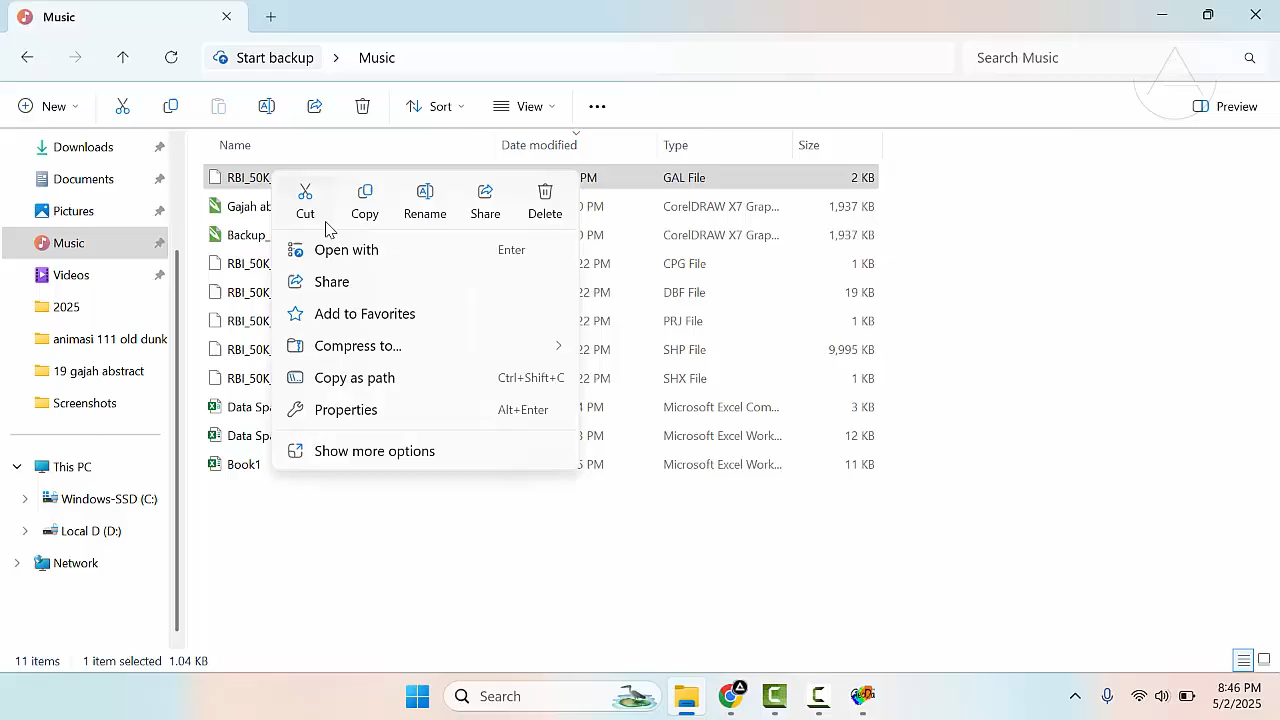 Music
Start backup > Music
Search Music
New
Sort
View
Preview
Name Date modified Type Size
Downloads
Documents
Pictures
Music
Videos
2025
animasi 111 old dunk
19 gajah abstract
Screenshots
This PC
Windows-SSD (C:)
Local D (D:)
Network
RBI_50K PM GAL File 2 KB
Gajah ab PM CorelDRAW X7 Grap... 1,937 KB
Backup_ PM CorelDRAW X7 Grap... 1,937 KB
RBI_50K 22 PM CPG File 1 KB
RBI_50K 22 PM DBF File 19 KB
RBI_50K 22 PM PRJ File 1 KB
RBI_50K 22 PM SHP File 9,995 KB
RBI_50K 22 PM SHX File 1 KB
Data Sp PM Microsoft Excel Com... 3 KB
Data Sp PM Microsoft Excel Work... 12 KB
Book1 PM Microsoft Excel Work... 11 KB
Cut Copy Rename Share Delete
Open with Enter
Share
Add to Favorites
Compress to...
Copy as path Ctrl+Shift+C
Properties Alt+Enter
Show more options
11 items 1 item selected 1.04 KB
Search
8:46 PM
5/2/2025